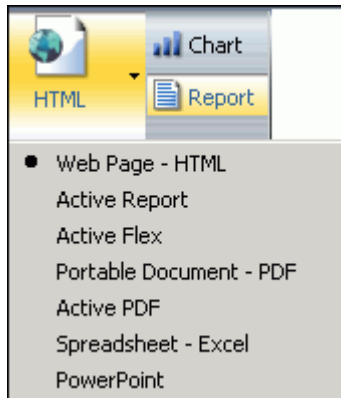 Chart
HTML
Report
Web Page - HTML
Active Report
Active Flex
Portable Document - PDF
Active PDF
Spreadsheet - Excel
PowerPoint